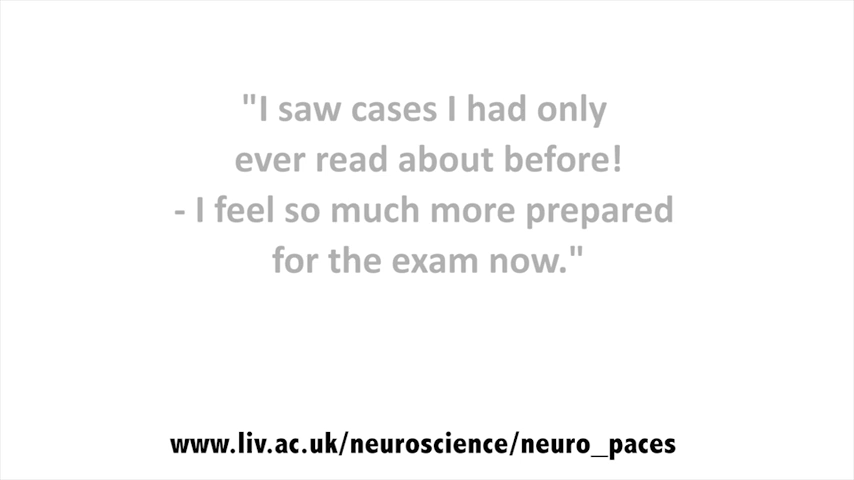 "I saw cases I had only
ever read about before!
- I feel so much more prepared
for the exam now."
www.liv.ac.uk/neuroscience/neuro_paces